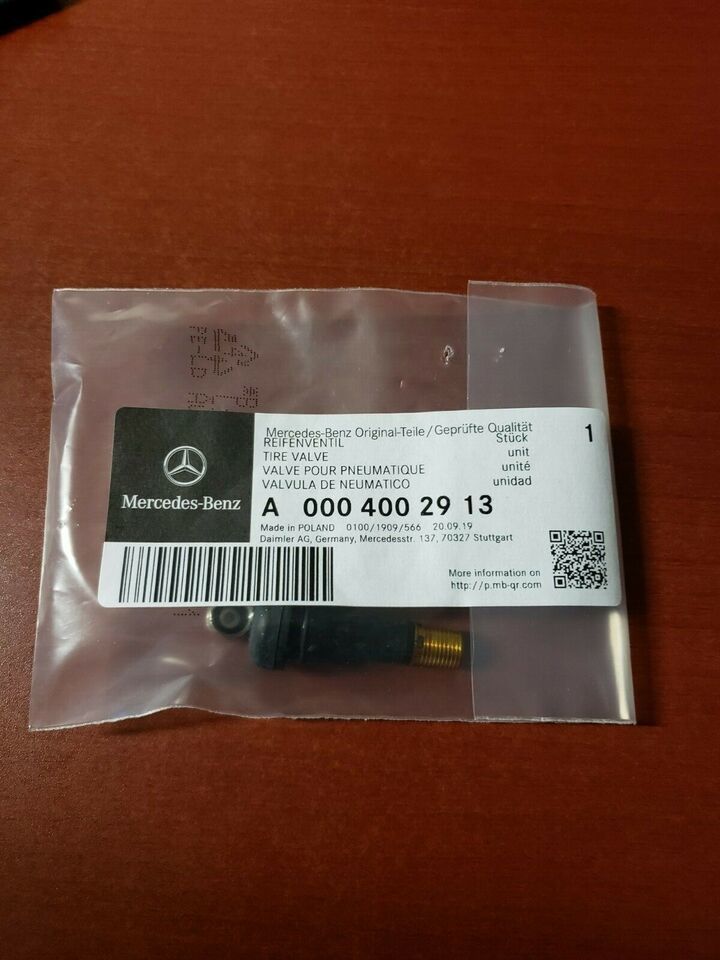 Mercedes-Benz Original-Teile/Geprüfte Qualität
REIFENVENTIL Stück 1
TIRE VALVE unit
VALVE POUR PNEUMATIQUE unité
VALVULA DE NEUMATICO unidad
Mercedes-Benz
A 000 400 29 13
Made in POLAND 0100/1909/566 20.09.19
Daimler AG, Germany, Mercedesstr. 137, 70327 Stuttgart
More information on
http://p.mb-qr.com